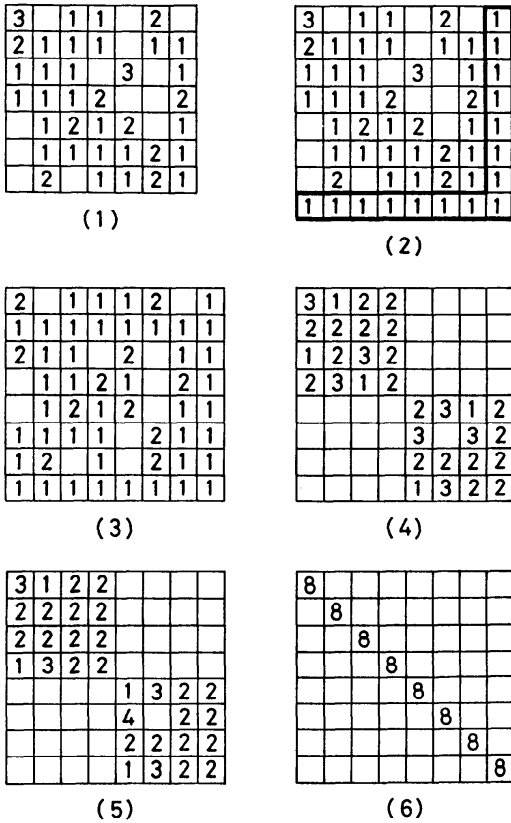 3 1 1 2
2 1 1 1 1 1
1 1 1 3 1
1 1 1 2 2
1 2 1 2 1
1 1 1 1 2 1
2 1 1 2 1
(1)
3 1 1 2 1
2 1 1 1 1 1 1
1 1 1 3 1 1
1 1 1 2 2 1
1 2 1 2 1 1
1 1 1 1 2 1 1
2 1 1 2 1 1
1 1 1 1 1 1 1 1
(2)
2 1 1 1 2 1
1 1 1 1 1 1 1 1
2 1 1 2 1 1
1 1 2 1 2 1
1 2 1 2 1 1
1 1 1 1 2 1 1
1 2 1 2 1 1
1 1 1 1 1 1 1 1
(3)
3 1 2 2
2 2 2 2
1 2 3 2
2 3 1 2
2 3 1 2
3 3 2
2 2 2 2
1 3 2 2
(4)
3 1 2 2
2 2 2 2
2 2 2 2
1 3 2 2
1 3 2 2
4 2 2
2 2 2 2
1 3 2 2
(5)
8
8
8
8
8
8
8
8
(6)